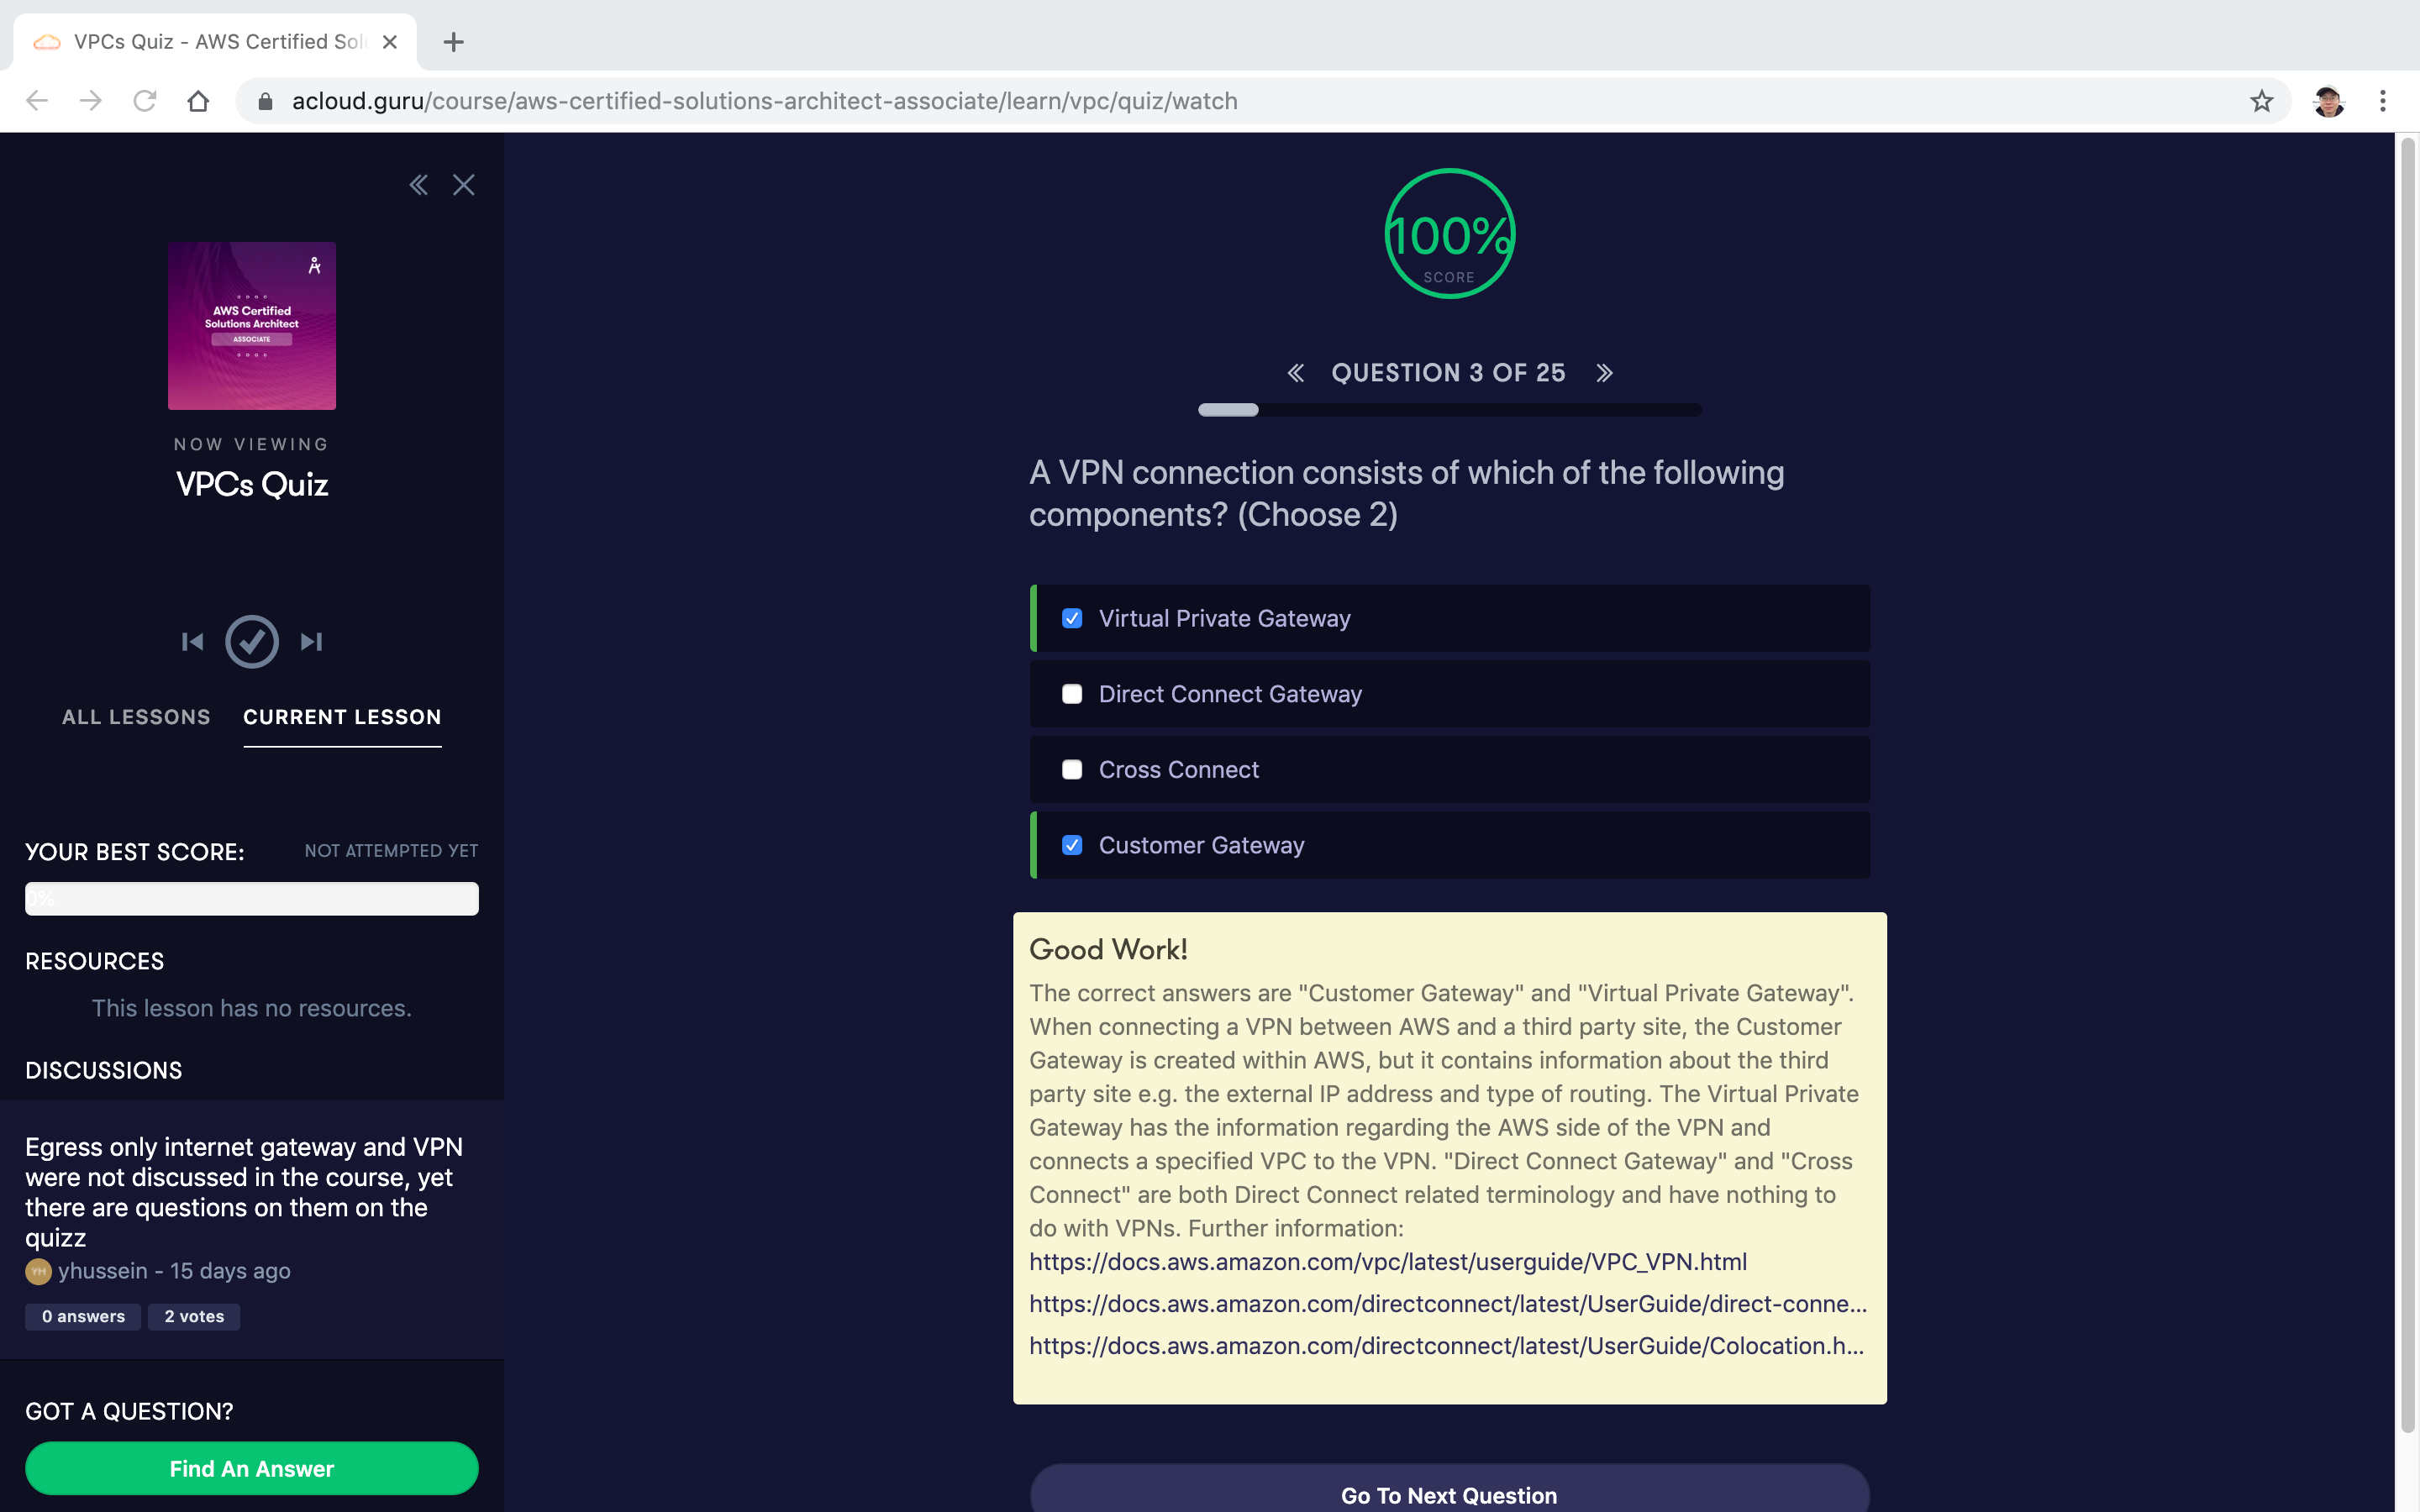 VPCs Quiz - AWS Certified Sol
acloud.guru/course/aws-certified-solutions-architect-associate/learn/vpc/quiz/watch
AWS Certified
Solutions Architect
ASSOCIATE
NOW VIEWING
VPCs Quiz
ALL LESSONS
CURRENT LESSON
YOUR BEST SCORE:
NOT ATTEMPTED YET
0%
RESOURCES
This lesson has no resources.
DISCUSSIONS
Egress only internet gateway and VPN
were not discussed in the course, yet
there are questions on them on the
quizz
YH
yhussein - 15 days ago
0 answers
2 votes
GOT A QUESTION?
Find An Answer
100%
SCORE
QUESTION 3 OF 25
A VPN connection consists of which of the following
components? (Choose 2)
Virtual Private Gateway
Direct Connect Gateway
Cross Connect
Customer Gateway
Good Work!
The correct answers are "Customer Gateway" and "Virtual Private Gateway".
When connecting a VPN between AWS and a third party site, the Customer
Gateway is created within AWS, but it contains information about the third
party site e.g. the external IP address and type of routing. The Virtual Private
Gateway has the information regarding the AWS side of the VPN and
connects a specified VPC to the VPN. "Direct Connect Gateway" and "Cross
Connect" are both Direct Connect related terminology and have nothing to
do with VPNs. Further information:
https://docs.aws.amazon.com/vpc/latest/userguide/VPC_VPN.html
https://docs.aws.amazon.com/directconnect/latest/UserGuide/direct-conne...
https://docs.aws.amazon.com/directconnect/latest/UserGuide/Colocation.h...
Go To Next Question